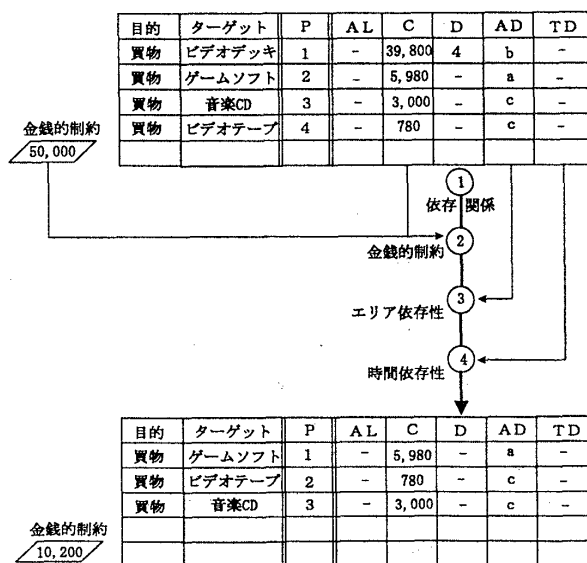 目的 ターゲット P AL C D AD TD
買物 ビデオデッキ 1 - 39,800 4 b -
買物 ゲームソフト 2 - 5,980 - a -
買物 音楽CD 3 - 3,000 - c -
買物 ビデオテープ 4 - 780 - c -
金銭的制約
50,000
1
依存関係
2
金銭的制約
3
エリア依存性
4
時間依存性
目的 ターゲット P AL C D AD TD
買物 ゲームソフト 1 - 5,980 - a -
買物 ビデオテープ 2 - 780 - c -
買物 音楽CD 3 - 3,000 - c -
金銭的制約
10,200